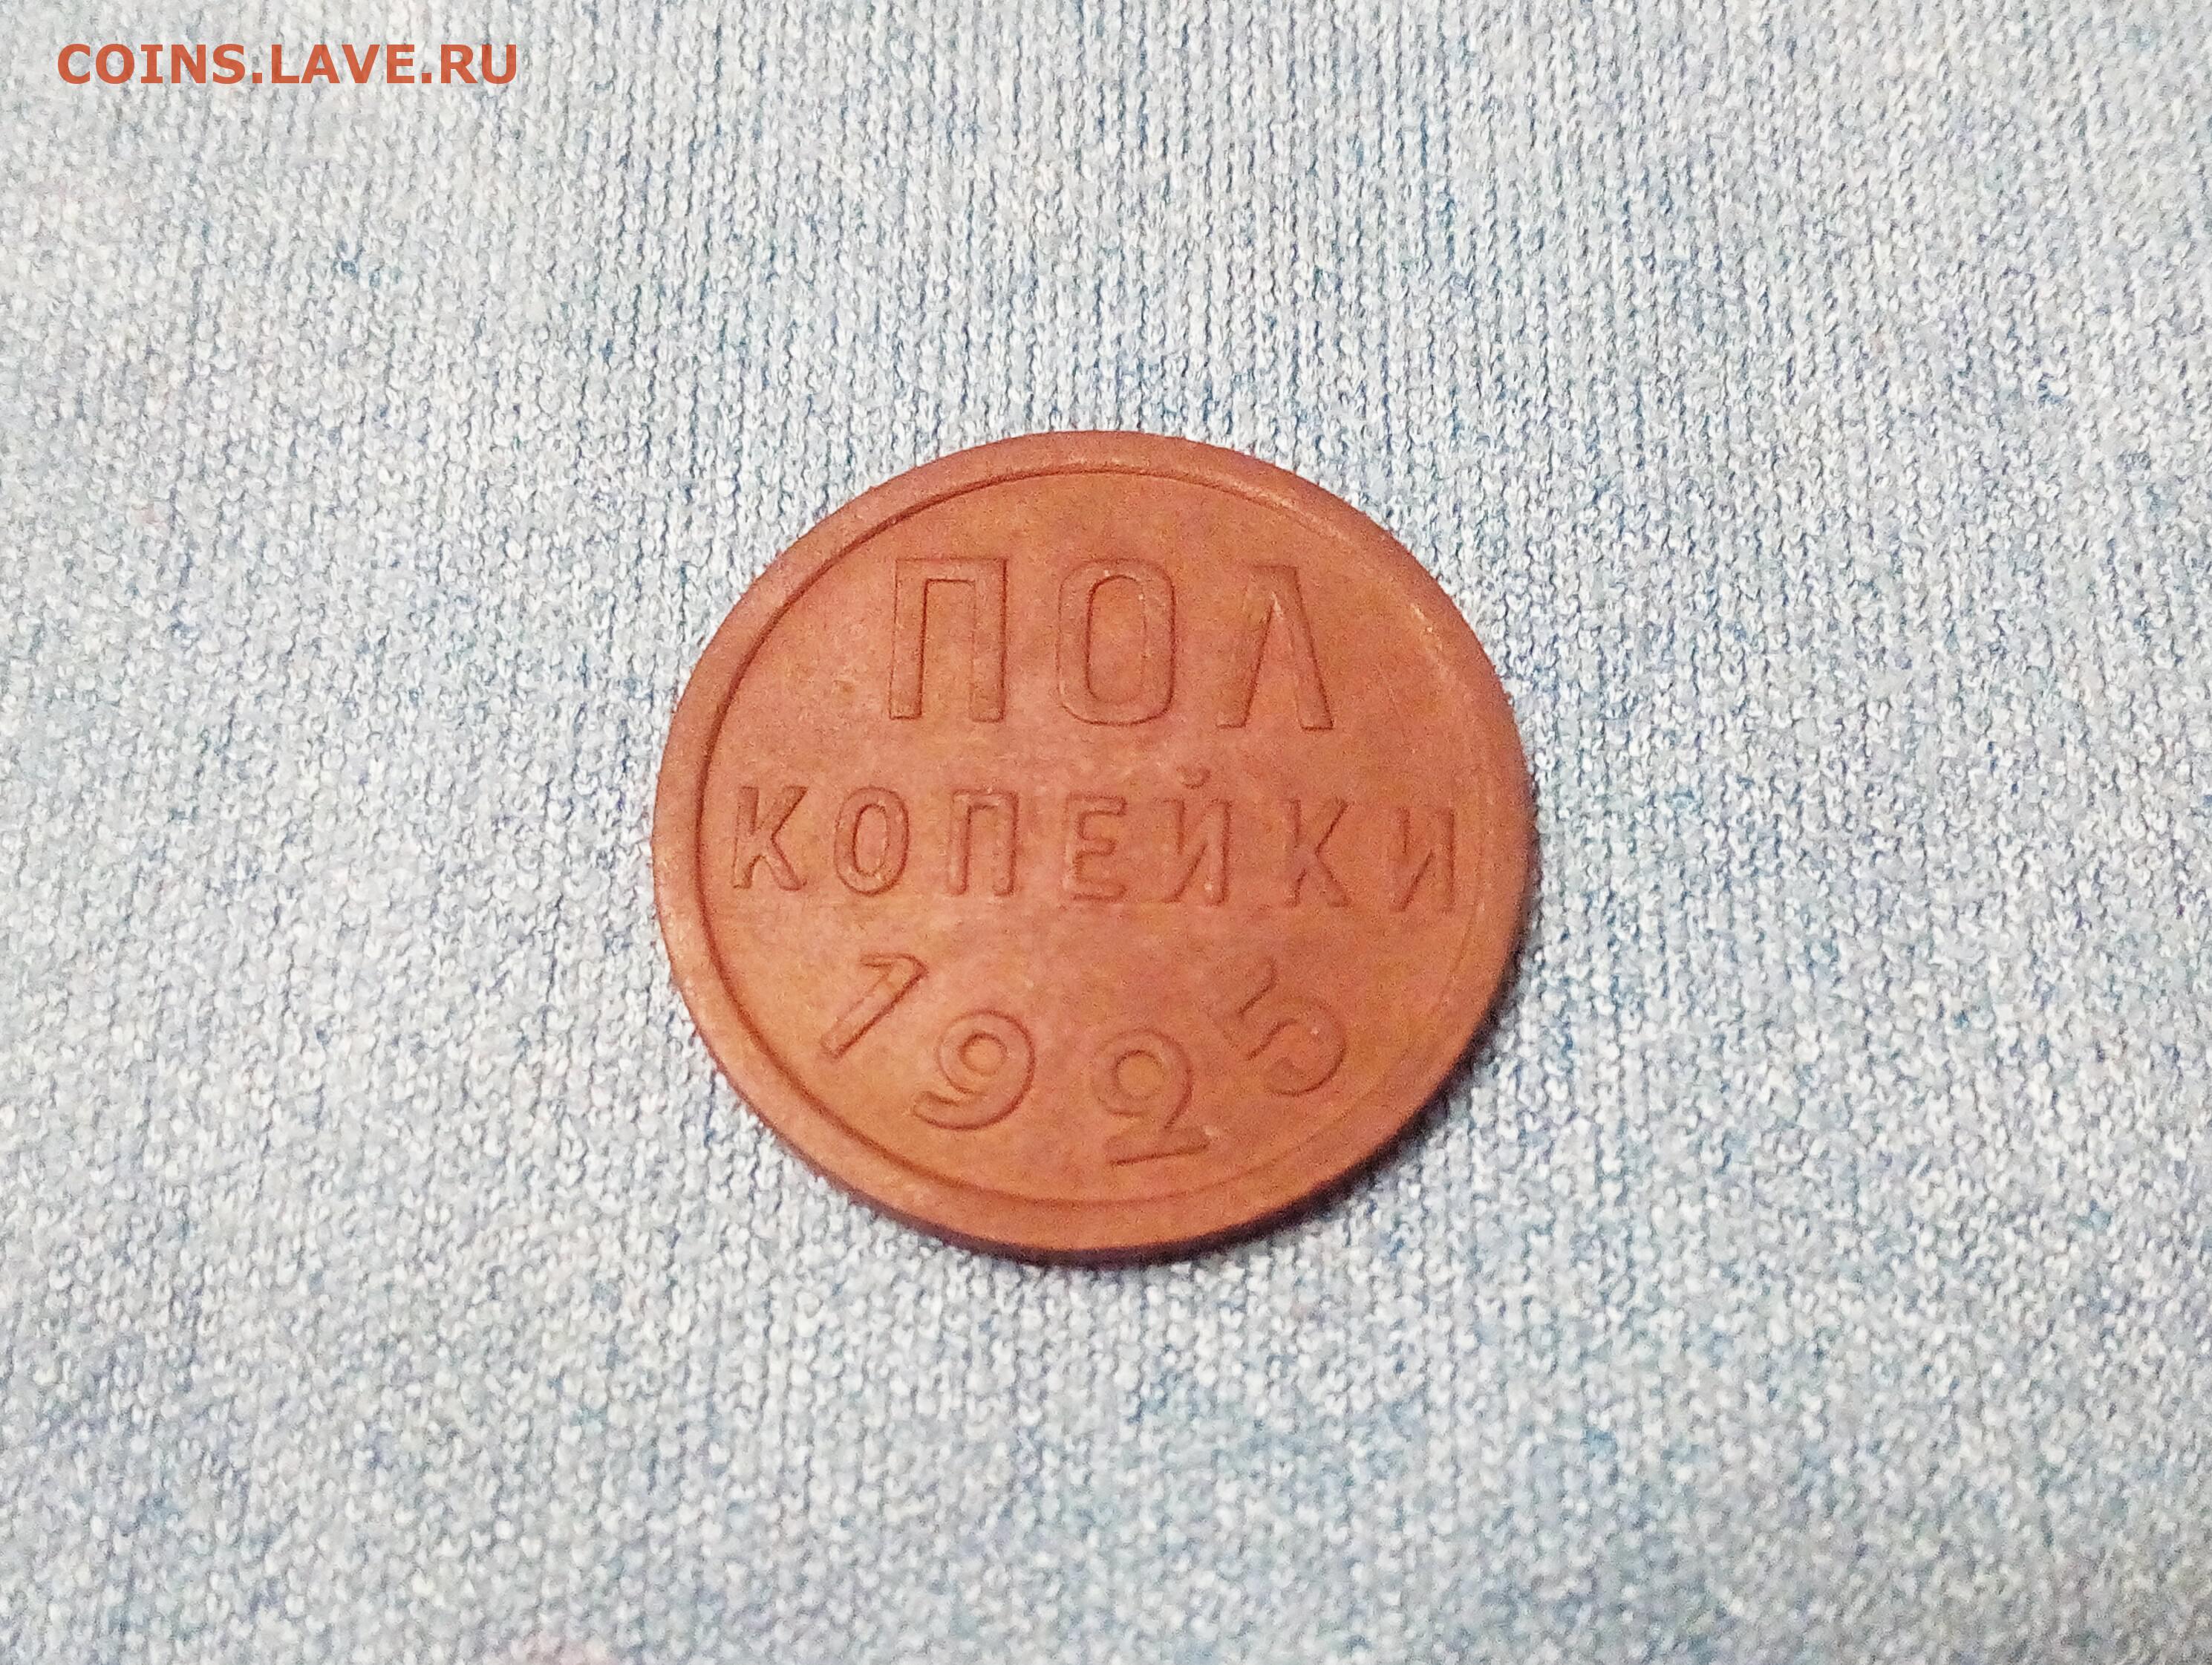 COINS.LAVE.RU
ПОЛ
КОПЕЙКИ
1925